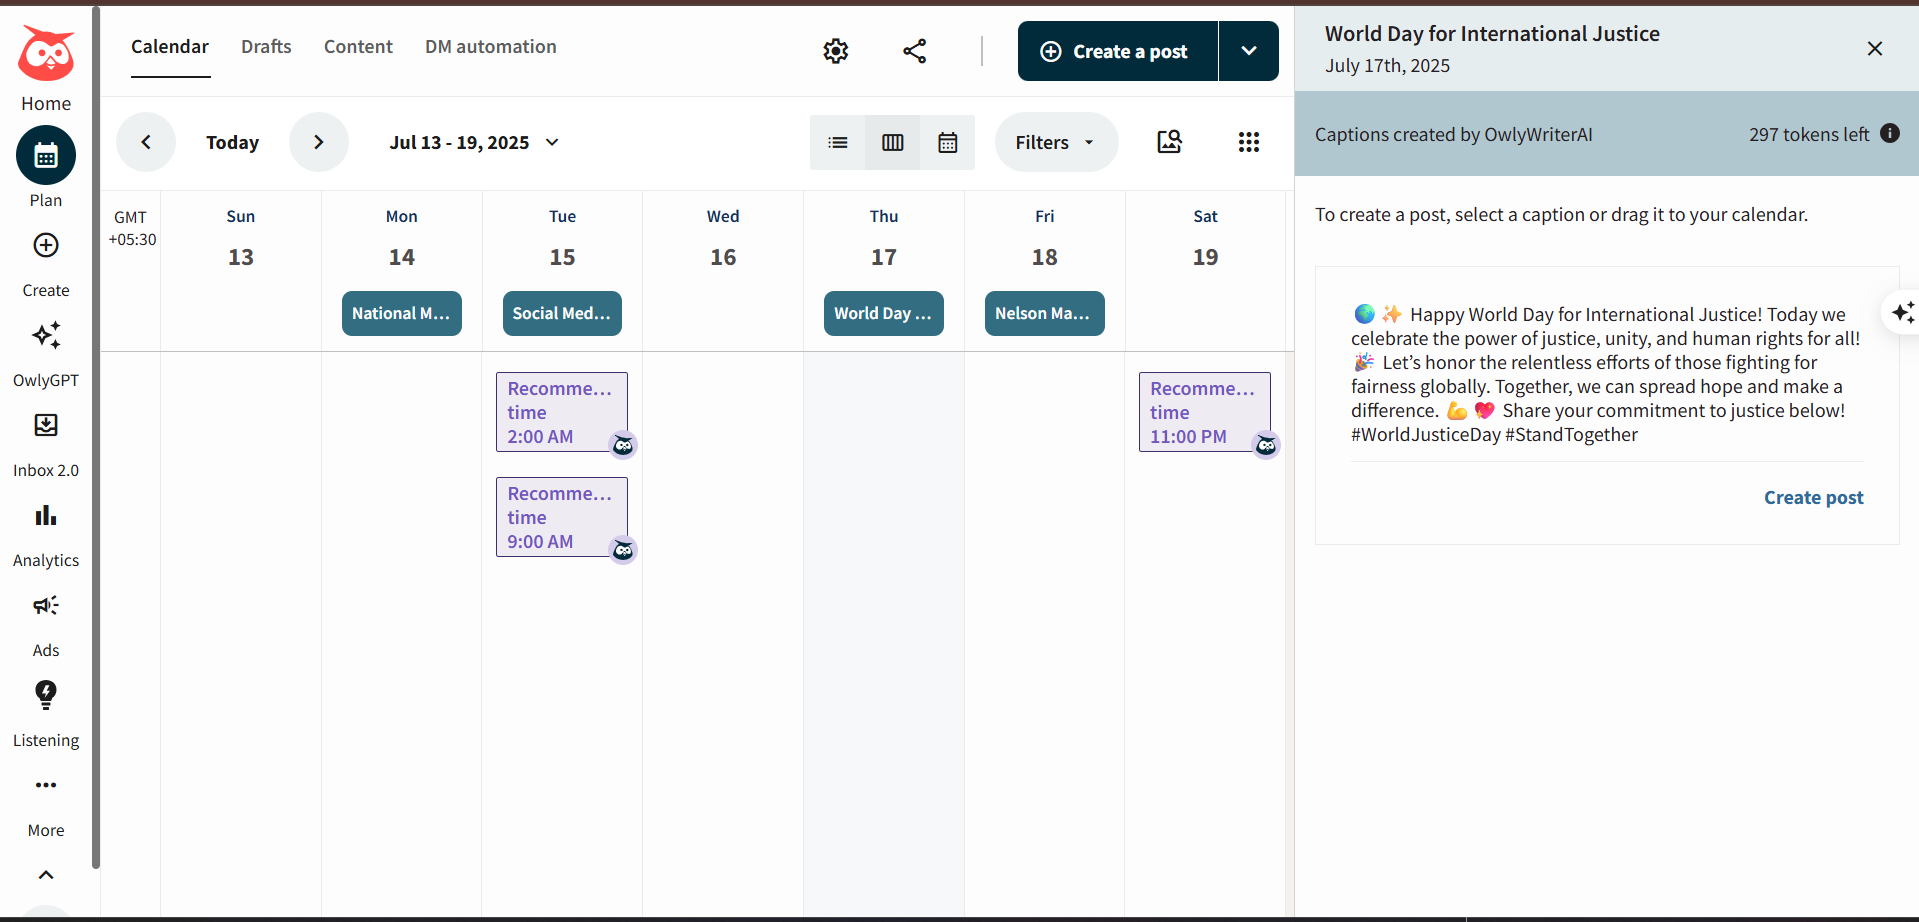 Home
Plan
Create
OwlyGPT
Inbox 2.0
Analytics
Ads
Listening
More
Calendar
Drafts
Content
DM automation
Create a post
Today
Jul 13 - 19, 2025
Filters
GMT
+05:30
Sun
13
Mon
14
Tue
15
Wed
16
Thu
17
Fri
18
Sat
19
National M...
Social Med...
World Day ...
Nelson Ma...
Recomme...
time
2:00 AM
Recomme...
time
9:00 AM
Recomme...
time
11:00 PM
World Day for International Justice
July 17th, 2025
Captions created by OwlyWriterAI
297 tokens left
To create a post, select a caption or drag it to your calendar.
🌍 ✨ Happy World Day for International Justice! Today we
celebrate the power of justice, unity, and human rights for all!
🎉 Let’s honor the relentless efforts of those fighting for
fairness globally. Together, we can spread hope and make a
difference. 💪 💖 Share your commitment to justice below!
#WorldJusticeDay #StandTogether
Create post